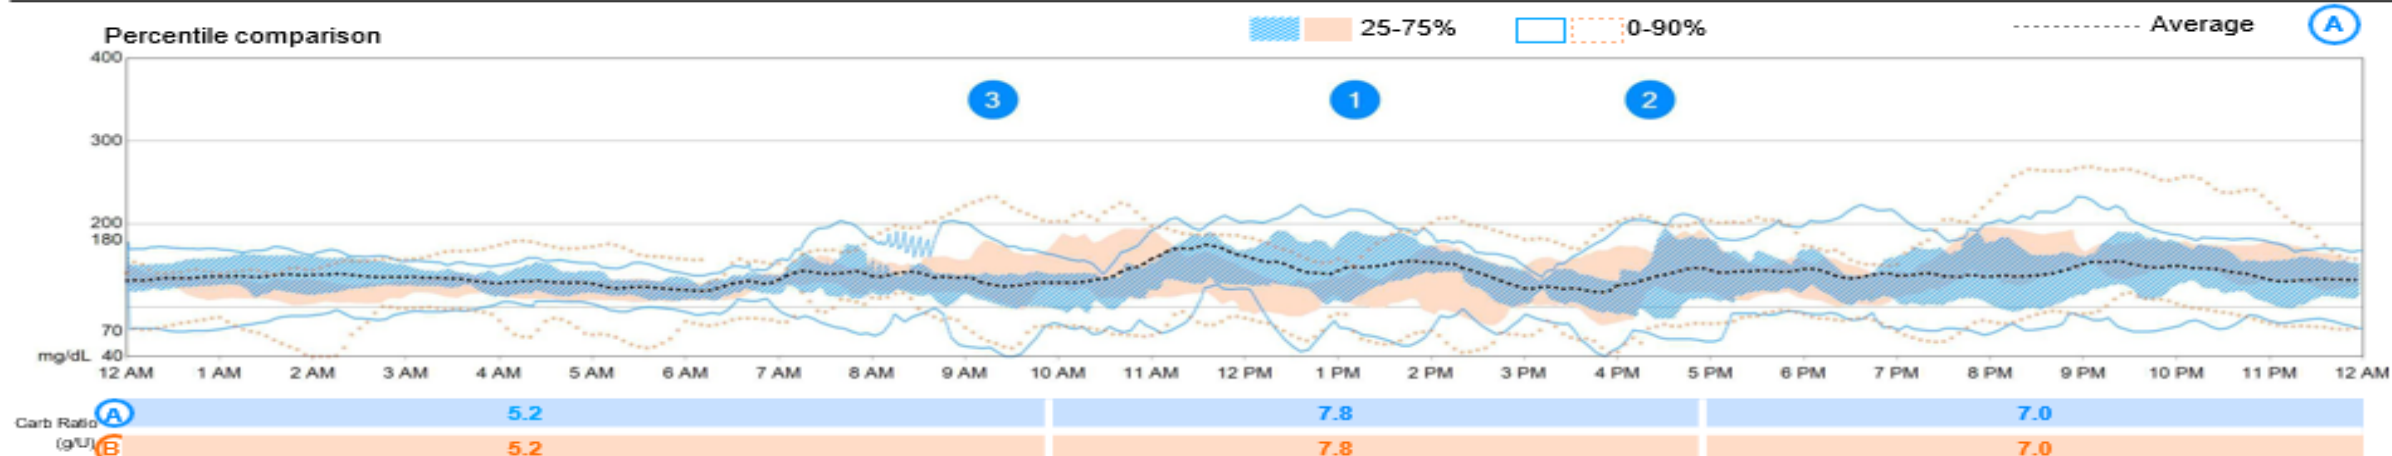 Percentile comparison 25-75% 0-90% Average A
400
300
200
180
70
mg/dL 40
3 1 2
12 AM 1 AM 2 AM 3 AM 4 AM 5 AM 6 AM 7 AM 8 AM 9 AM 10 AM 11 AM 12 PM 1 PM 2 PM 3 PM 4 PM 5 PM 6 PM 7 PM 8 PM 9 PM 10 PM 11 PM 12 AM
Carb Ratio A 5.2 7.8 7.0
(g/U) B 5.2 7.8 7.0